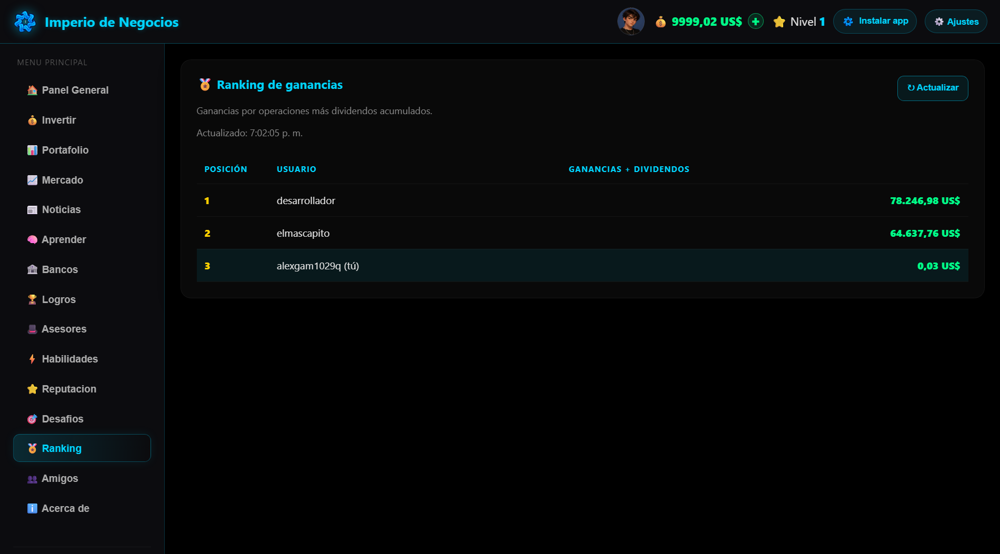 Imperio de Negocios
9999,02 US$ +
Nivel 1
Instalar app
Ajustes
MENU PRINCIPAL
Panel General
Invertir
Portafolio
Mercado
Noticias
Aprender
Bancos
Logros
Asesores
Habilidades
Reputacion
Desafios
Ranking
Amigos
Acerca de
Ranking de ganancias
↻ Actualizar
Ganancias por operaciones más dividendos acumulados.
Actualizado: 7:02:05 p. m.
POSICIÓN USUARIO GANANCIAS + DIVIDENDOS
1 desarrollador 78.246,98 US$
2 elmascapito 64.637,76 US$
3 alexgam1029q (tú) 0,03 US$